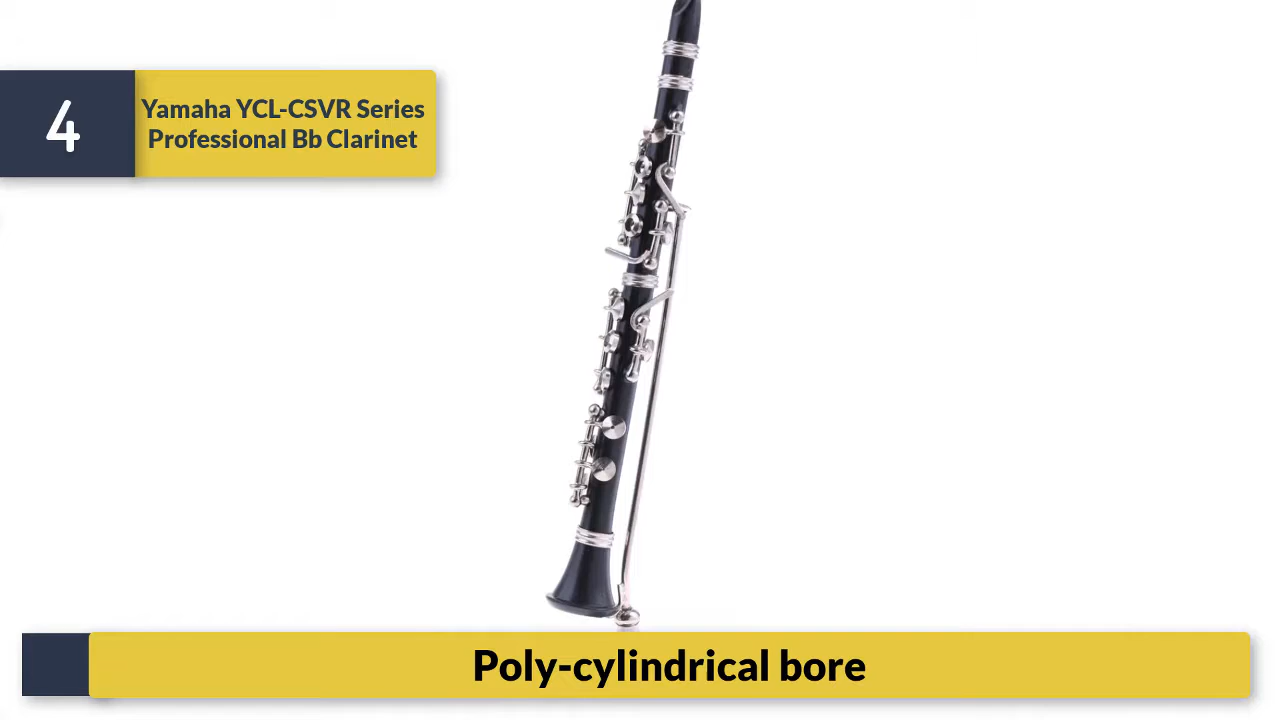 4
Yamaha YCL-CSVR Series
Professional Bb Clarinet
Poly-cylindrical bore